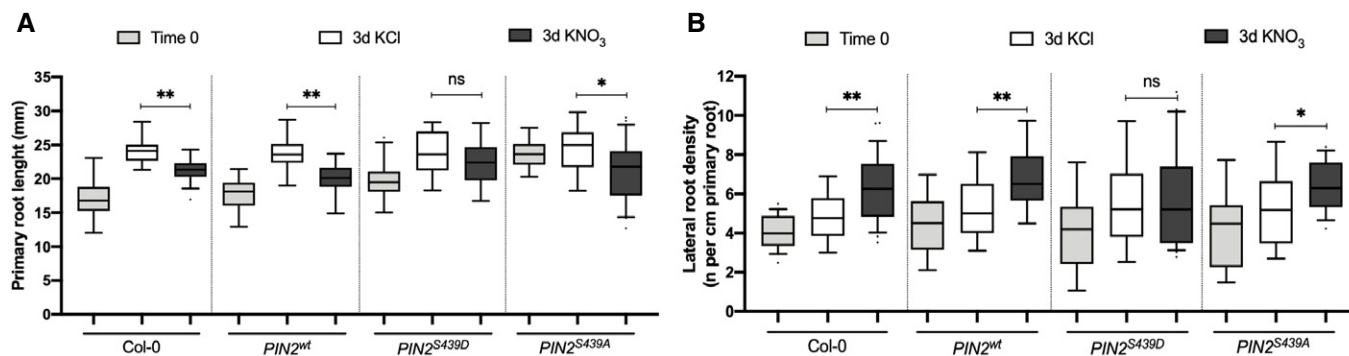 A
Time 0 3d KCl 3d KNO3
35
30
25
20
15
10
5
0
Primary root lenght (mm)
** ** ns *
Col-0 PIN2wt PIN2S439D PIN2S439A
B
Time 0 3d KCl 3d KNO3
12
10
8
6
4
2
0
Lateral root density
(n per cm primary root)
** ** ns *
Col-0 PIN2wt PIN2S439D PIN2S439A